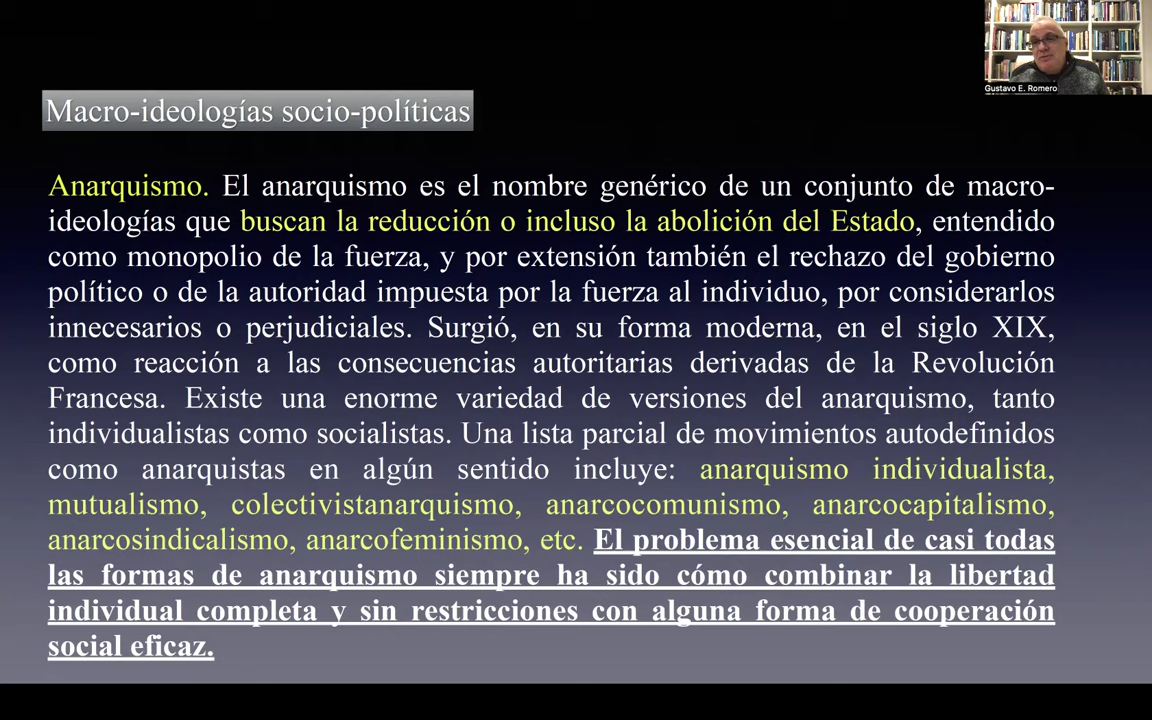 Gustavo E. Romero
Macro-ideologías socio-políticas
Anarquismo. El anarquismo es el nombre genérico de un conjunto de macro-
ideologías que buscan la reducción o incluso la abolición del Estado, entendido
como monopolio de la fuerza, y por extensión también el rechazo del gobierno
político o de la autoridad impuesta por la fuerza al individuo, por considerarlos
innecesarios o perjudiciales. Surgió, en su forma moderna, en el siglo XIX,
como reacción a las consecuencias autoritarias derivadas de la Revolución
Francesa. Existe una enorme variedad de versiones del anarquismo, tanto
individualistas como socialistas. Una lista parcial de movimientos autodefinidos
como anarquistas en algún sentido incluye: anarquismo individualista,
mutualismo, colectivistanarquismo, anarcocomunismo, anarcocapitalismo,
anarcosindicalismo, anarcofeminismo, etc. El problema esencial de casi todas
las formas de anarquismo siempre ha sido cómo combinar la libertad
individual completa y sin restricciones con alguna forma de cooperación
social eficaz.